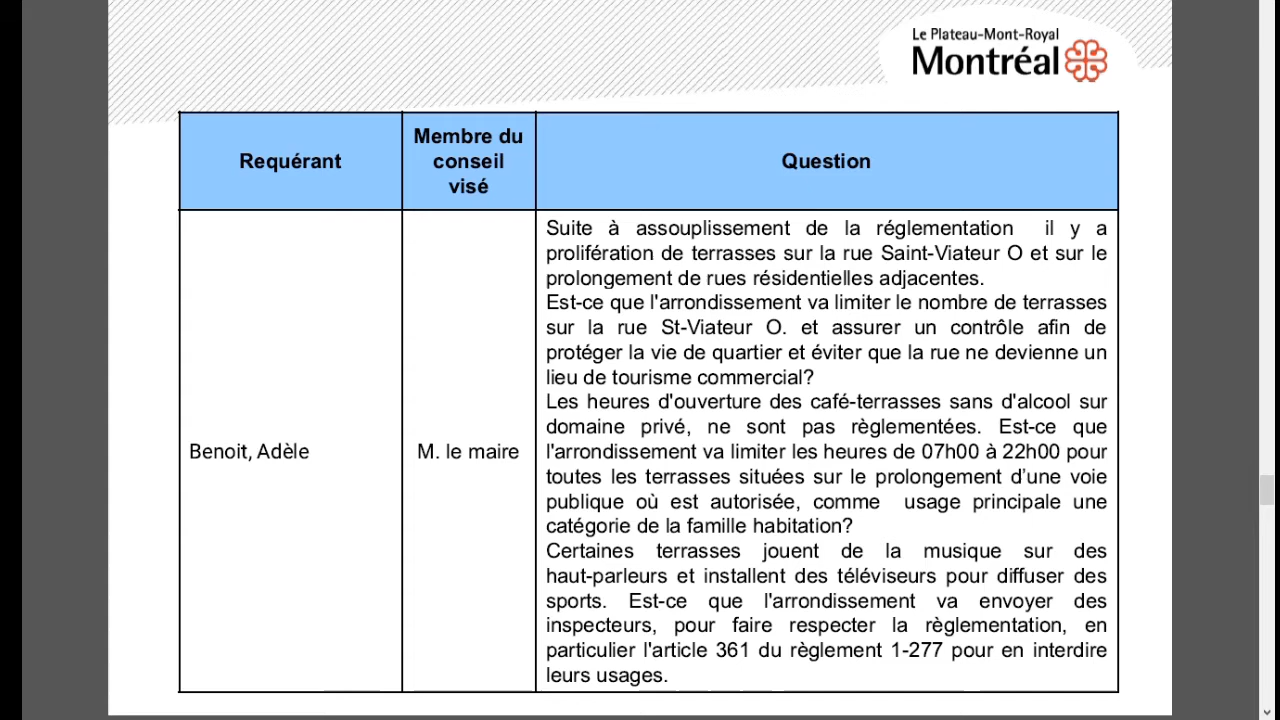 Le Plateau-Mont-Royal
Montréal
Requérant
Membre du
conseil
visé
Question
Benoit, Adèle
M. le maire
Suite à assouplissement de la réglementation il y a
prolifération de terrasses sur la rue Saint-Viateur O et sur le
prolongement de rues résidentielles adjacentes.
Est-ce que l'arrondissement va limiter le nombre de terrasses
sur la rue St-Viateur O. et assurer un contrôle afin de
protéger la vie de quartier et éviter que la rue ne devienne un
lieu de tourisme commercial?
Les heures d'ouverture des café-terrasses sans d'alcool sur
domaine privé, ne sont pas règlementées. Est-ce que
l'arrondissement va limiter les heures de 07h00 à 22h00 pour
toutes les terrasses situées sur le prolongement d’une voie
publique où est autorisée, comme usage principale une
catégorie de la famille habitation?
Certaines terrasses jouent de la musique sur des
haut-parleurs et installent des téléviseurs pour diffuser des
sports. Est-ce que l'arrondissement va envoyer des
inspecteurs, pour faire respecter la règlementation, en
particulier l'article 361 du règlement 1-277 pour en interdire
leurs usages.